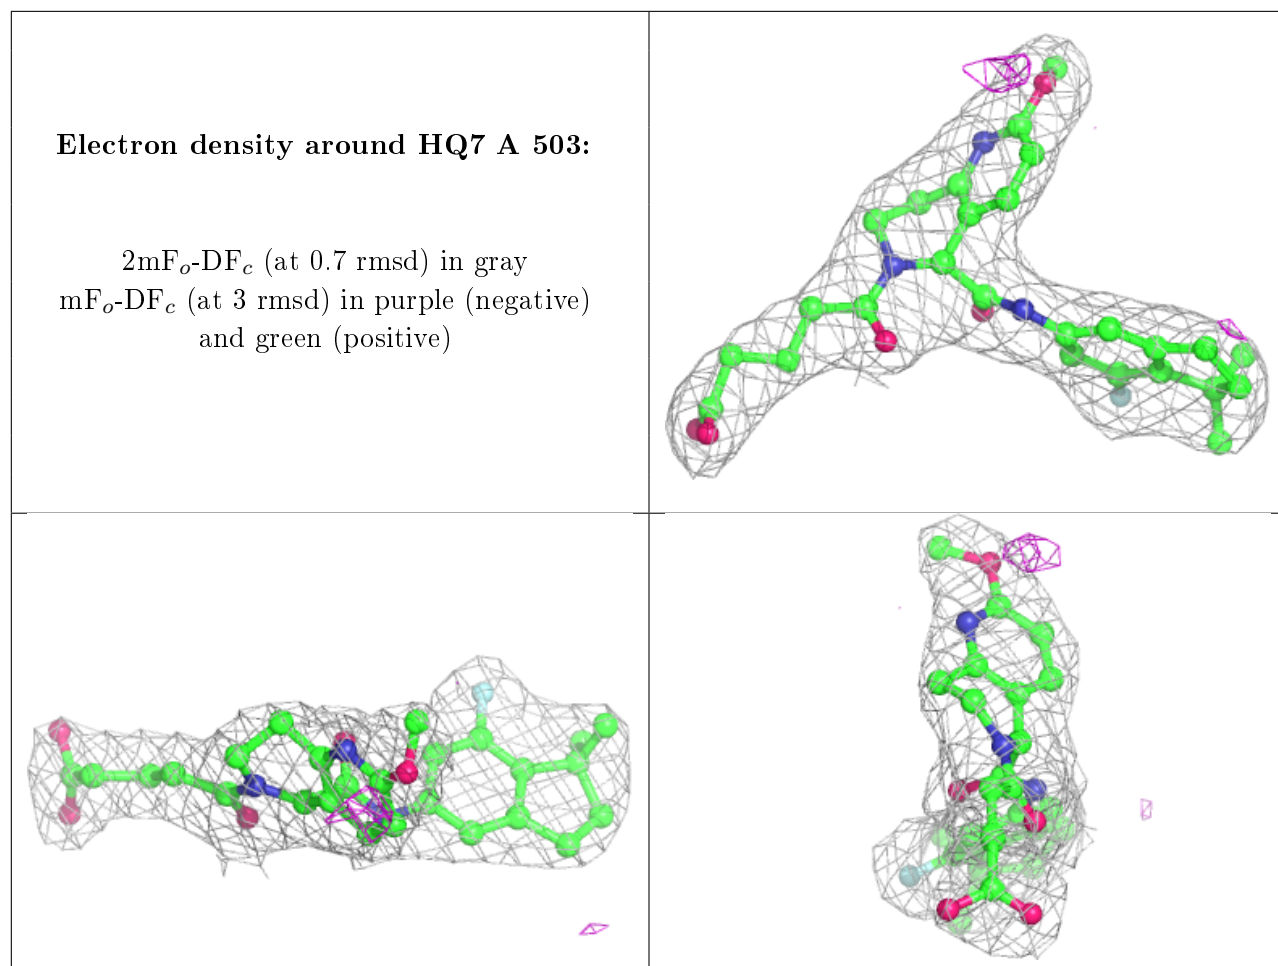 Electron density around HQ7 A 503:
2mFo-DFc (at 0.7 rmsd) in gray
mFo-DFc (at 3 rmsd) in purple (negative)
and green (positive)